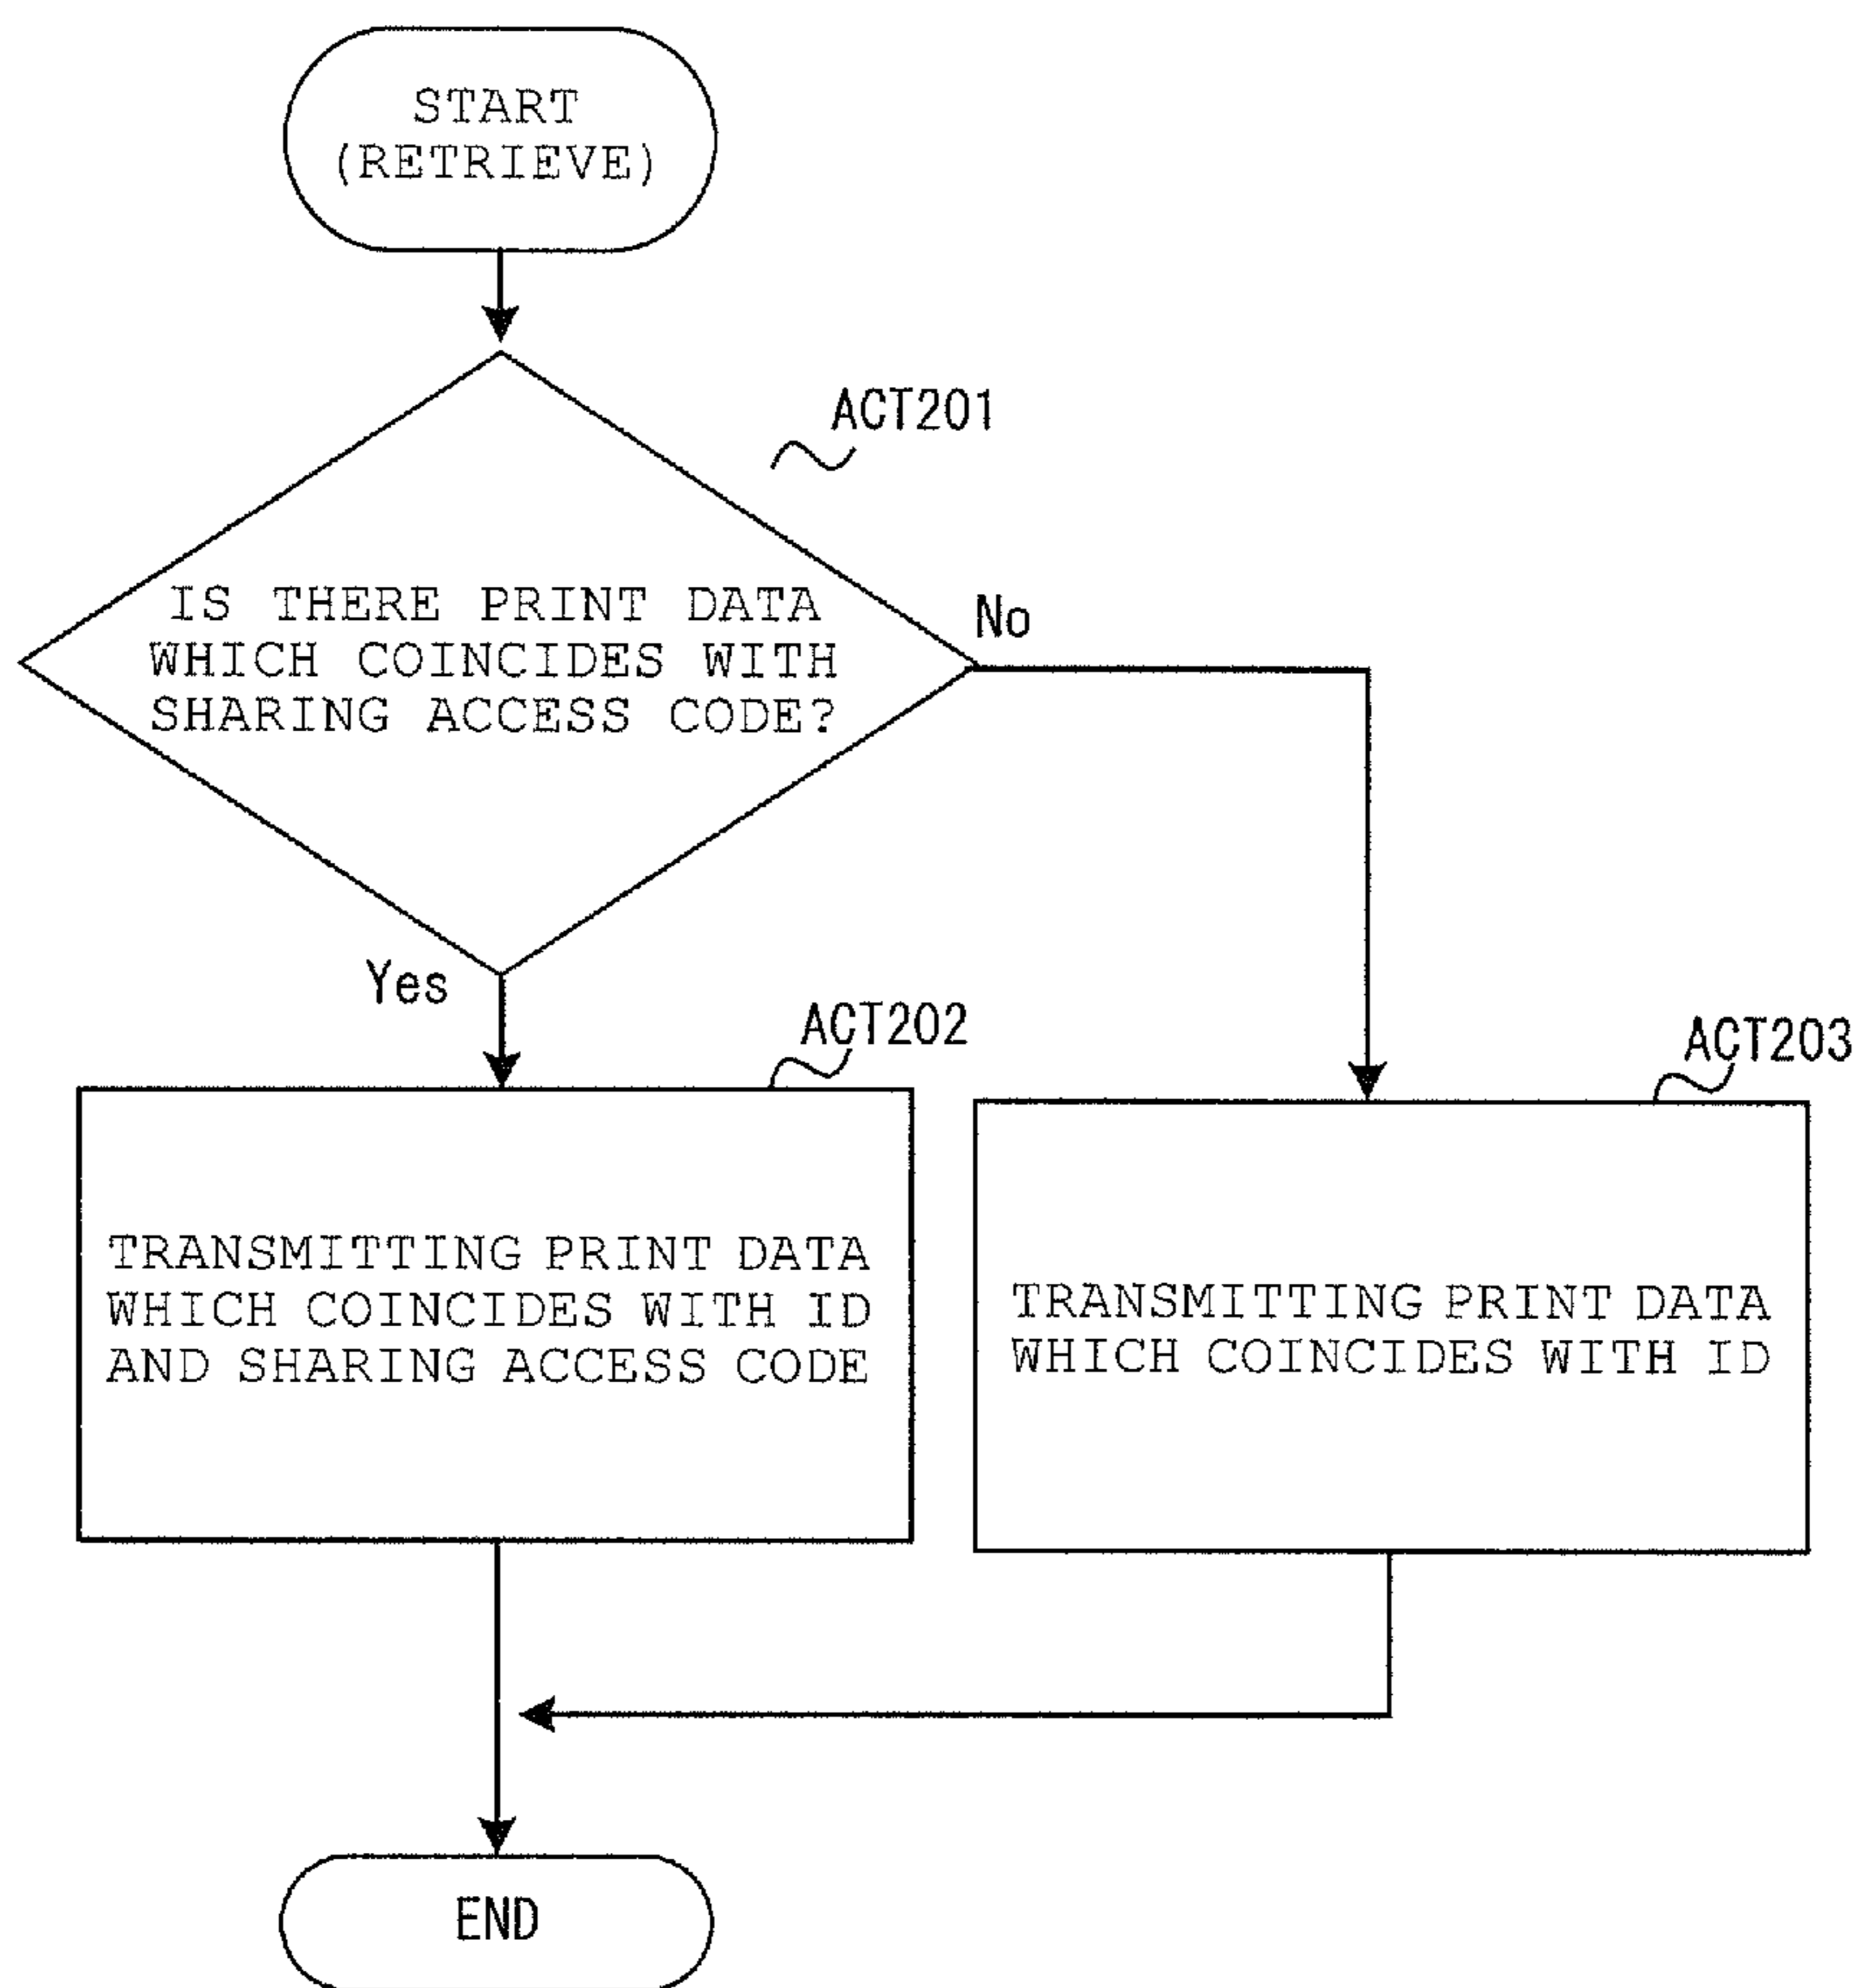 START
(RETRIEVE)
ACT201
IS THERE PRINT DATA
WHICH COINCIDES WITH
SHARING ACCESS CODE?
No
Yes
ACT202
TRANSMITTING PRINT DATA
WHICH COINCIDES WITH ID
AND SHARING ACCESS CODE
ACT203
TRANSMITTING PRINT DATA
WHICH COINCIDES WITH ID
END